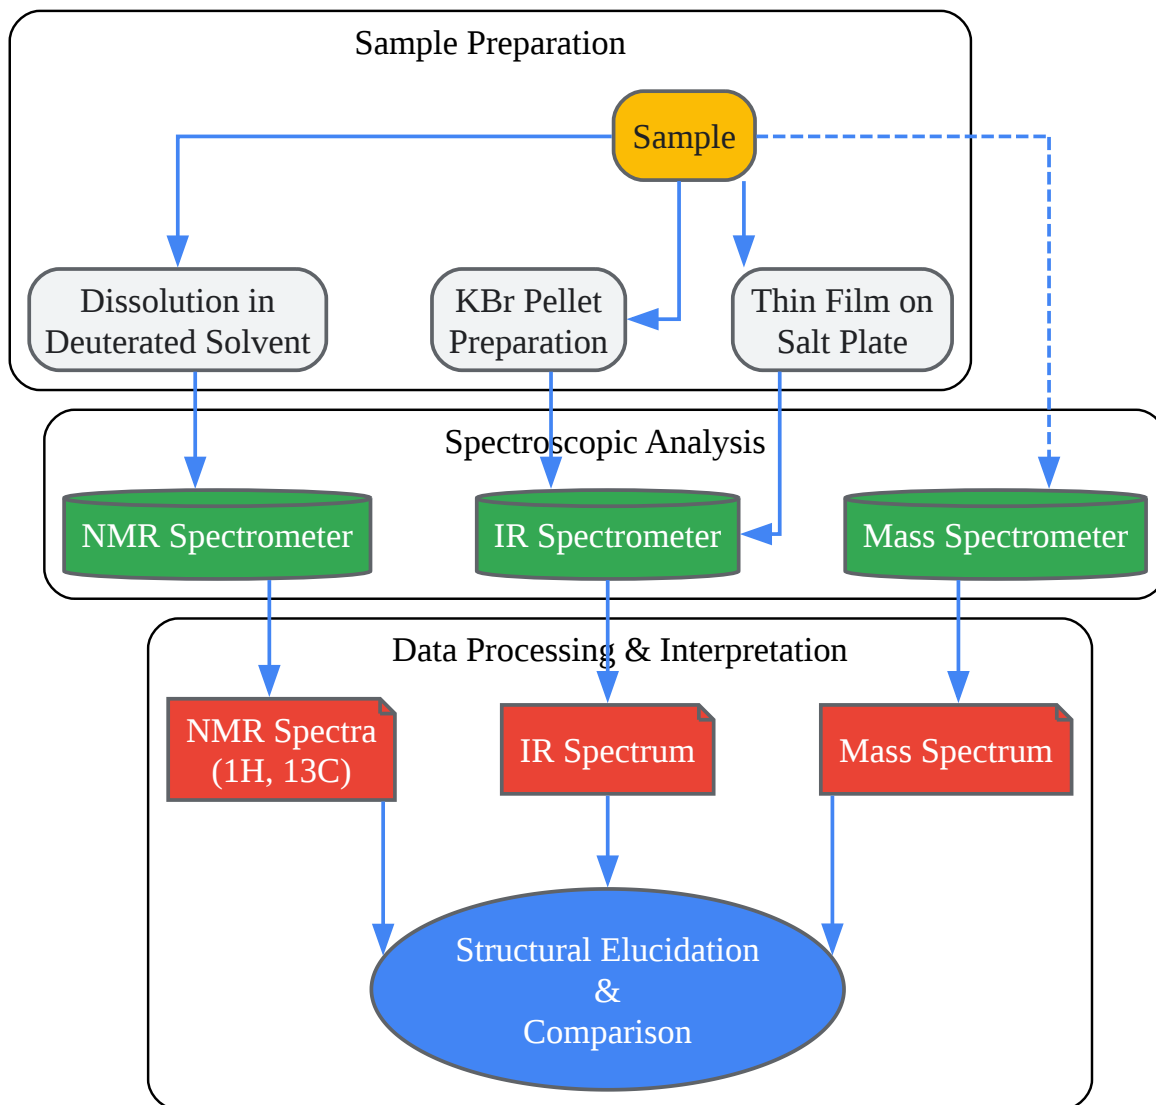 Sample Preparation
Sample
Dissolution in
Deuterated Solvent
KBr Pellet
Preparation
Thin Film on
Salt Plate
Spectroscopic Analysis
NMR Spectrometer
IR Spectrometer
Mass Spectrometer
Data Processing & Interpretation
NMR Spectra
(1H, 13C)
IR Spectrum
Mass Spectrum
Structural Elucidation
&
Comparison